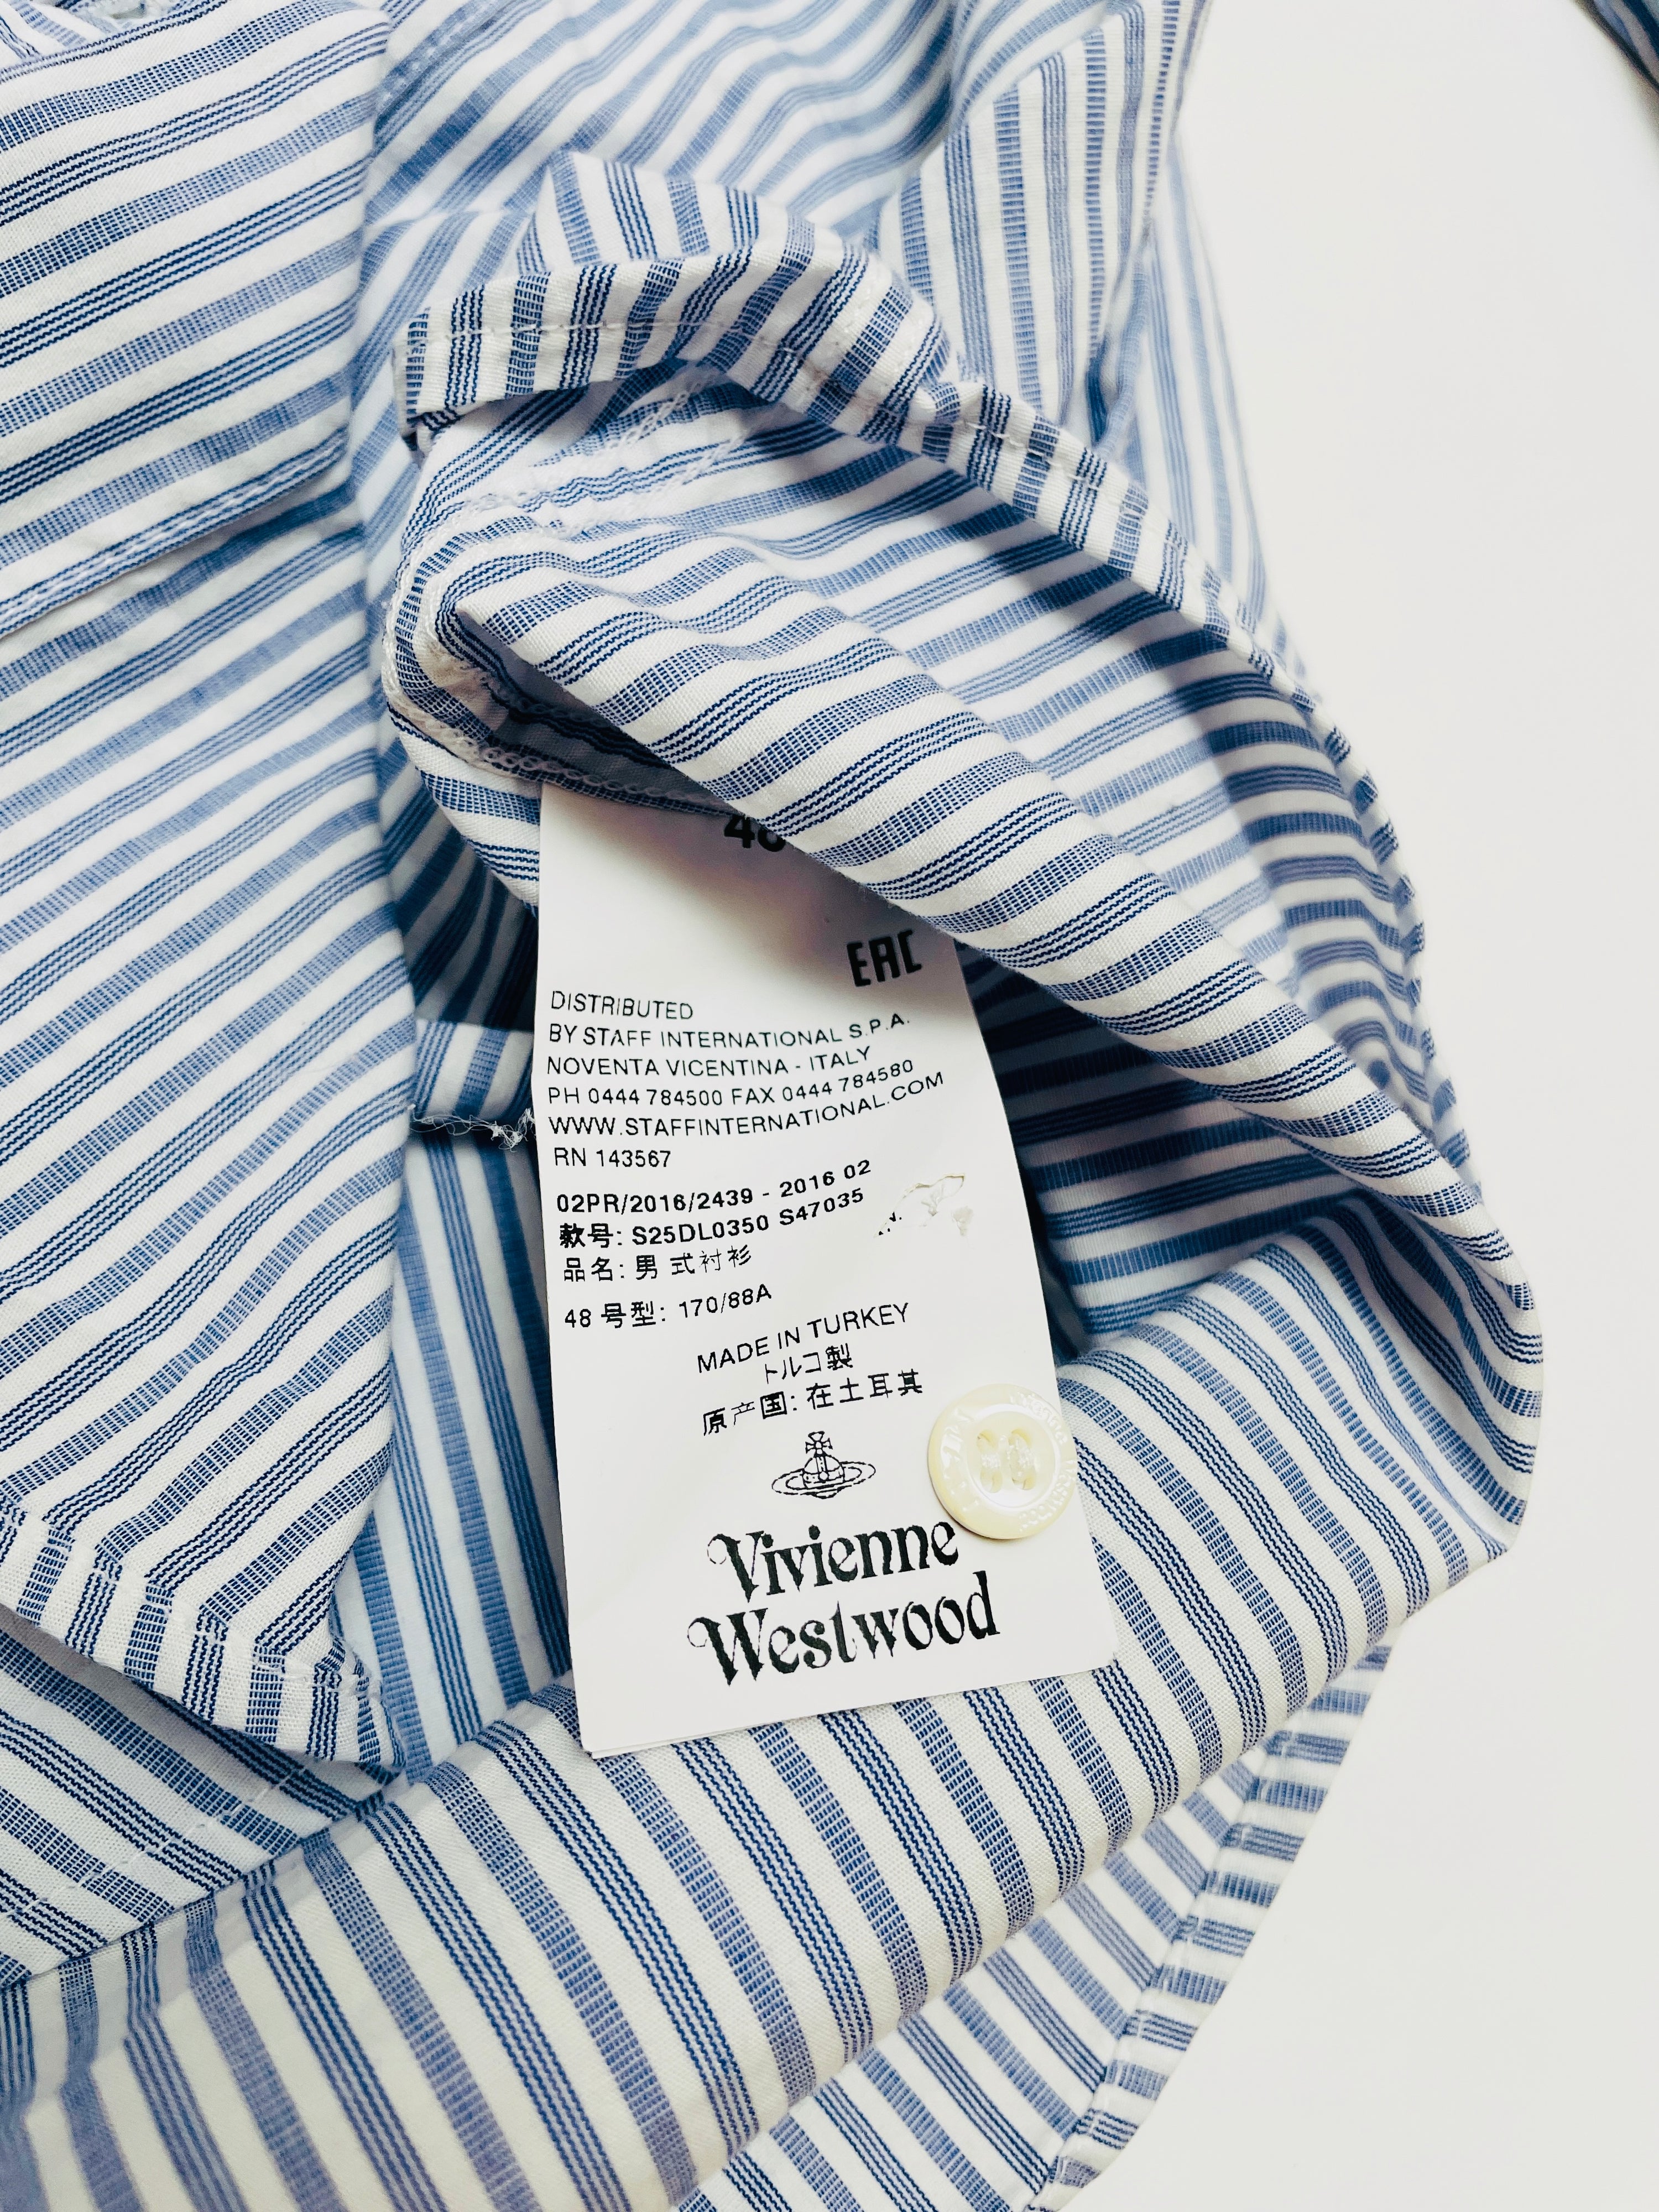 48
EAC
DISTRIBUTED
BY STAFF INTERNATIONAL S.P.A.
NOVENTA VICENTINA - ITALY
PH 0444 784500 FAX 0444 784580
WWW.STAFFINTERNATIONAL.COM
RN 143567
02PR/2016/2439 - 2016 02
款号: S25DL0350 S47035
品名: 男 式衬衫
48 号型: 170/88A
MADE IN TURKEY
トルコ製
原产国: 在土耳其
Vivienne
Westwood